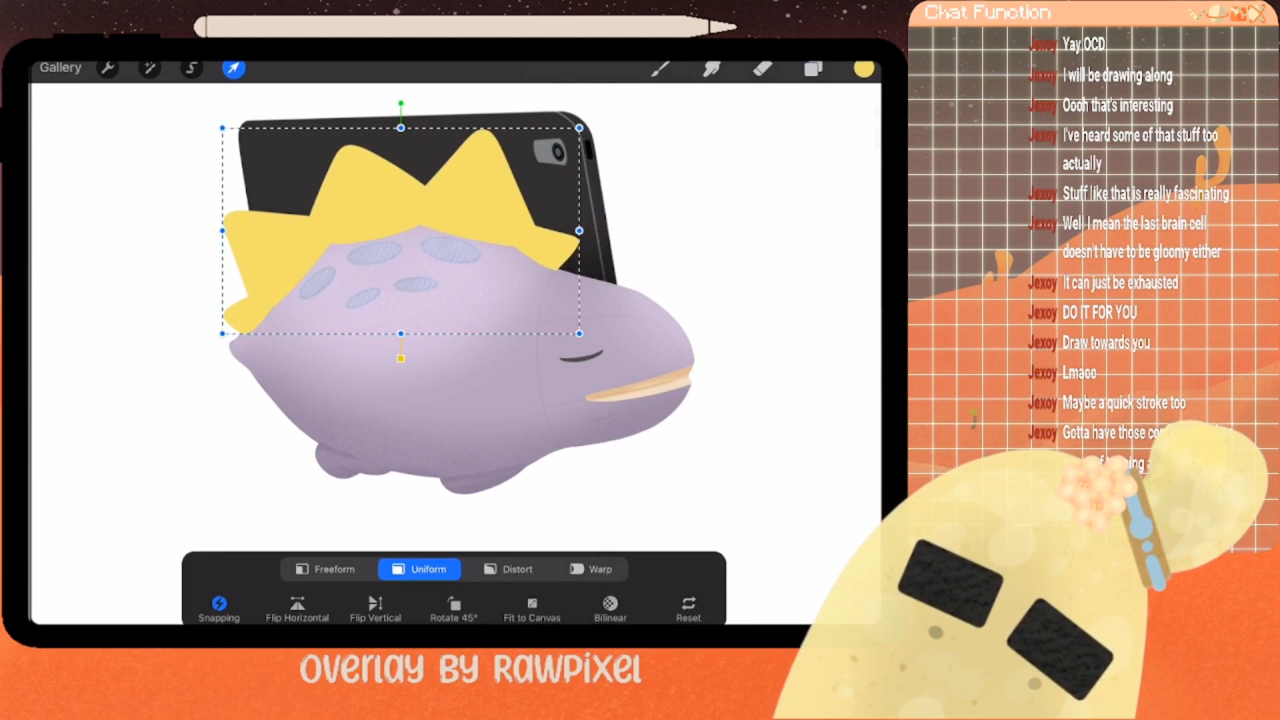 Chat Function
Gallery
Jexoy Yay OCD
Jexoy I will be drawing along
Jexoy Oooh that's interesting
Jexoy I've heard some of that stuff too
actually
Jexoy Stuff like that is really fascinating
Jexoy Well I mean the last brain cell
doesn't have to be gloomy either
Jexoy It can just be exhausted
Jexoy DO IT FOR YOU
Jexoy Draw towards you
Jexoy Lmaoo
Jexoy Maybe a quick stroke too
Jexoy Gotta have those
Freeform Uniform Distort Warp
Snapping Flip Horizontal Flip Vertical Rotate 45° Fit to Canvas Bilinear Reset
OVERLAY BY RAWPIXEL